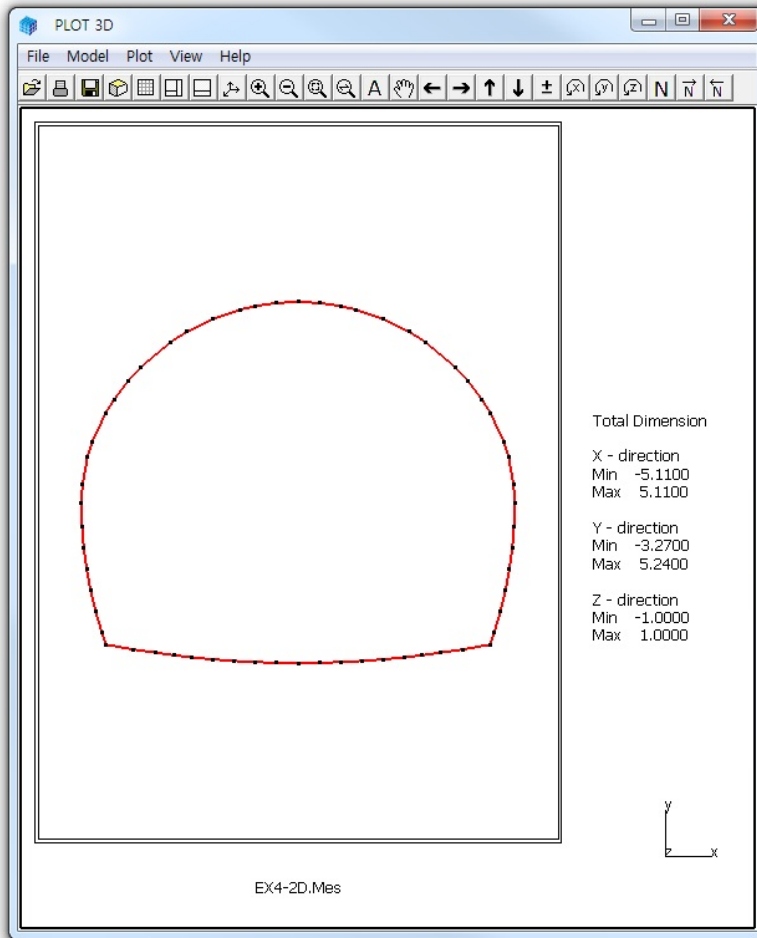 PLOT 3D
File Model Plot View Help
A ± x y z N N N
Total Dimension
X - direction
Min -5.1100
Max 5.1100
Y - direction
Min -3.2700
Max 5.2400
Z - direction
Min -1.0000
Max 1.0000
y
z x
EX4-2D.Mes